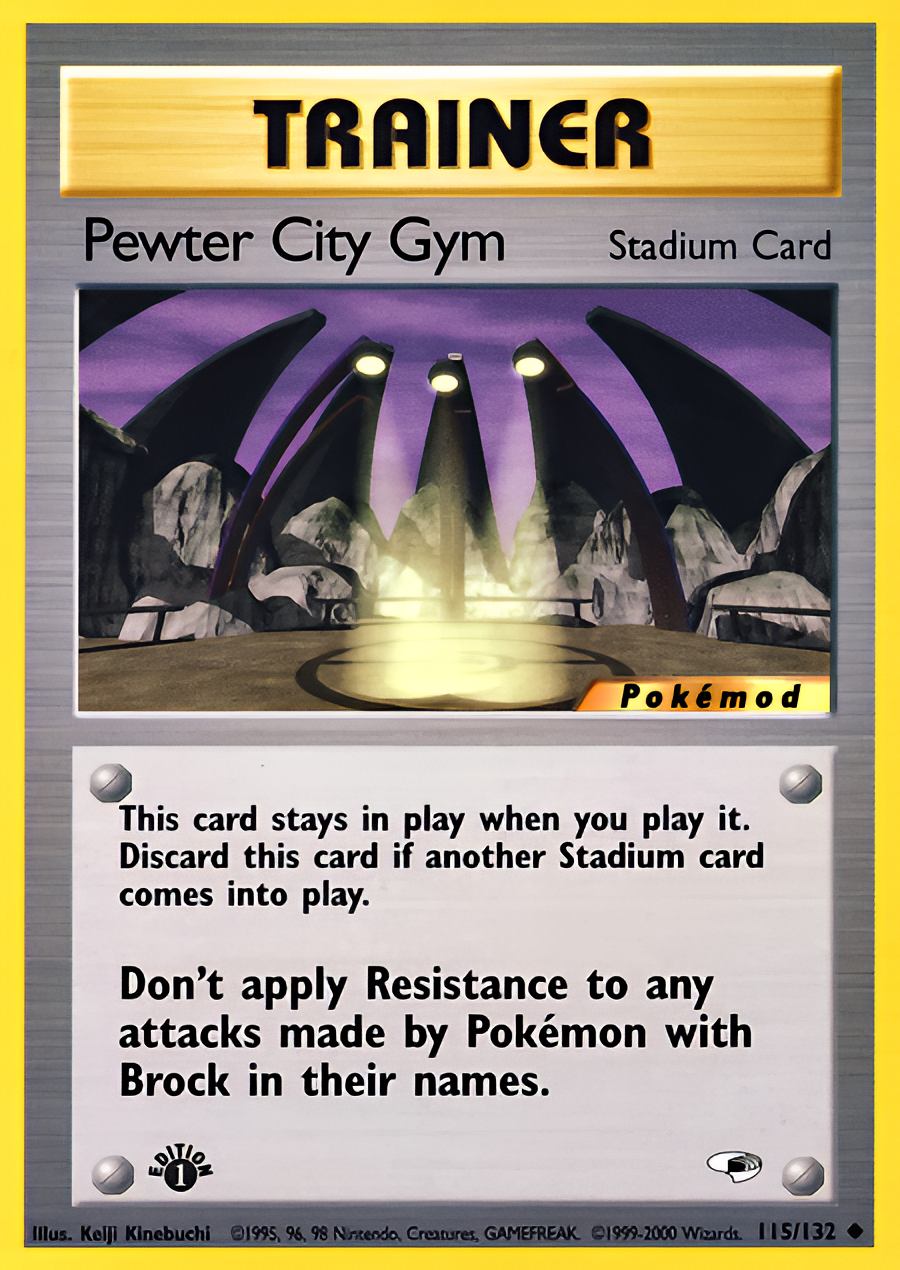 TRAINER
Pewter City Gym Stadium Card
Pokémod
This card stays in play when you play it.
Discard this card if another Stadium card
comes into play.
Don't apply Resistance to any
attacks made by Pokémon with
Brock in their names.
EDITION
1
Illus. Keiji Kinebuchi ©1995, 96, 98 Nintendo, Creatures, GAMEFREAK. ©1999-2000 Wizards. 115/132